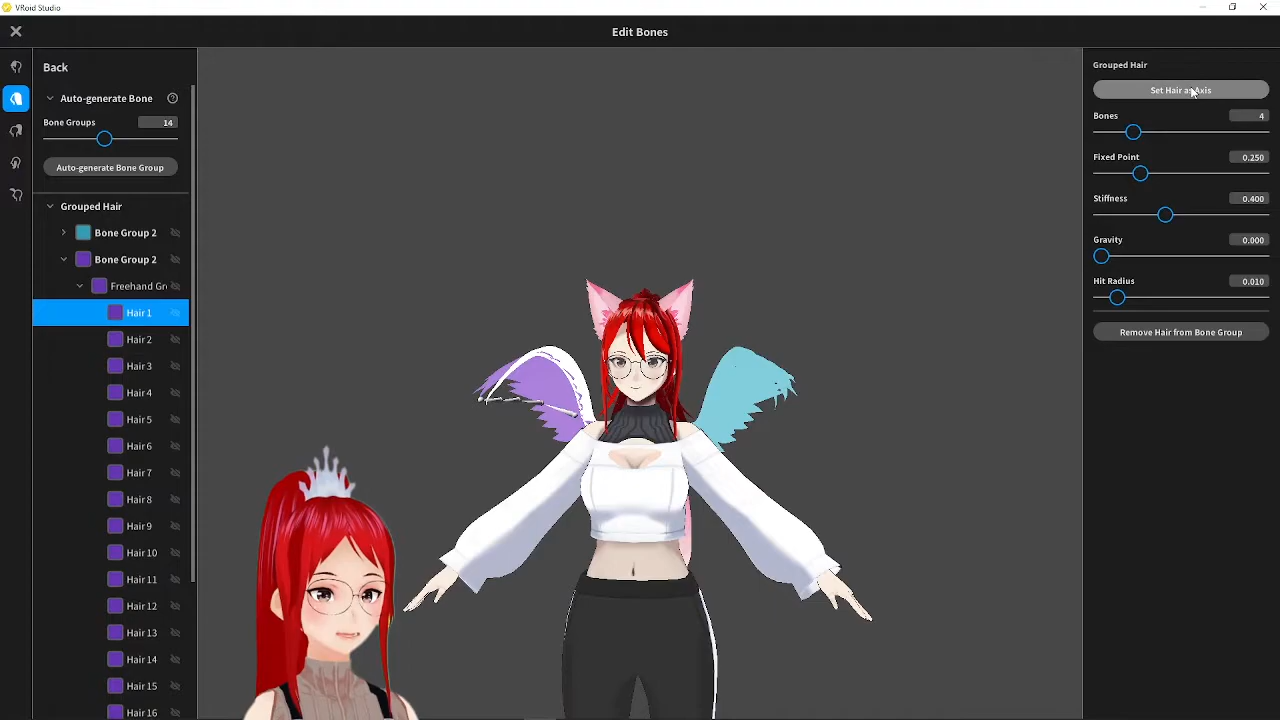 VRoid Studio
Edit Bones
Back
Auto-generate Bone
Bone Groups 14
Auto-generate Bone Group
Grouped Hair
Bone Group 2
Bone Group 2
Freehand Gr
Hair 1
Hair 2
Hair 3
Hair 4
Hair 5
Hair 6
Hair 7
Hair 8
Hair 9
Hair 10
Hair 11
Hair 12
Hair 13
Hair 14
Hair 15
Hair 16
Grouped Hair
Set Hair as Axis
Bones 4
Fixed Point 0.250
Stiffness 0.400
Gravity 0.000
Hit Radius 0.010
Remove Hair from Bone Group